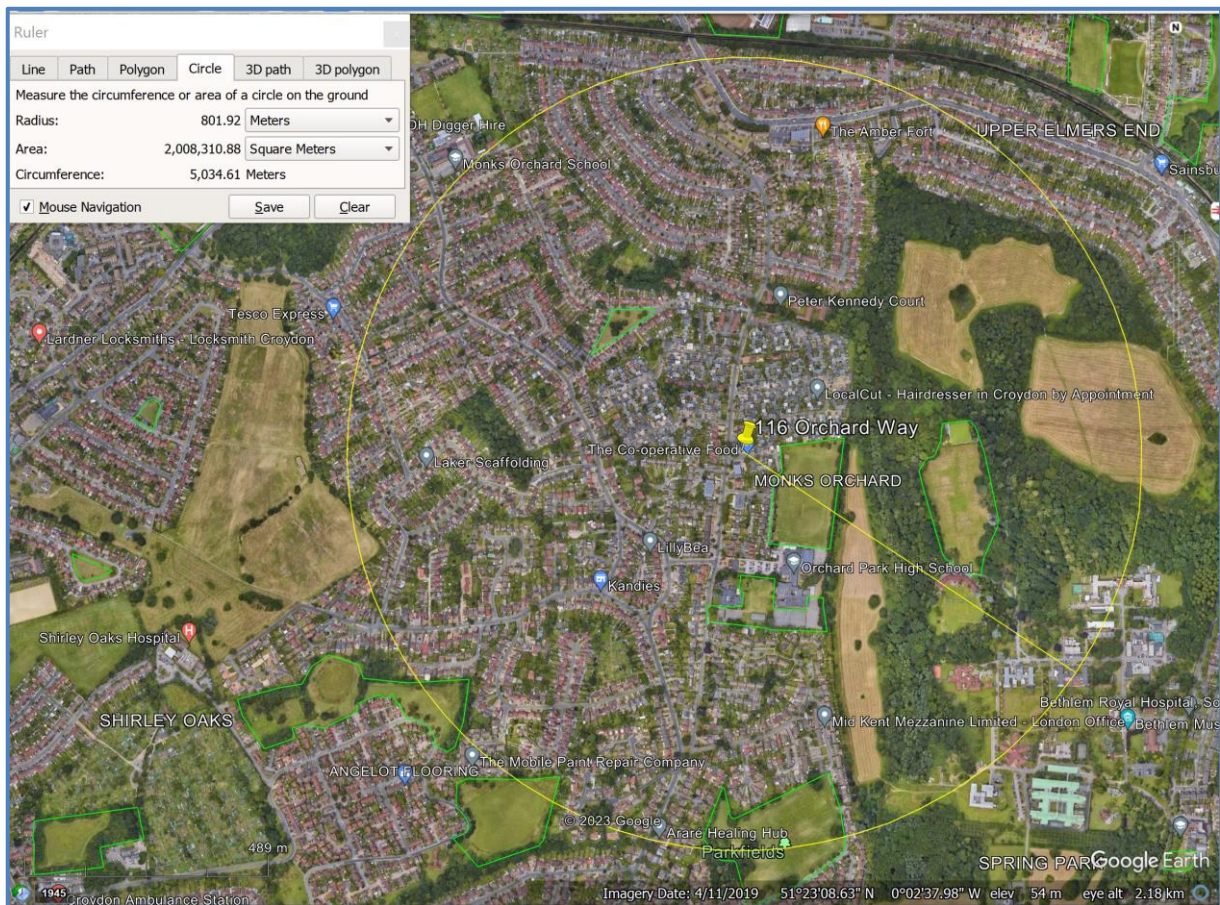 Ruler
Line Path Polygon Circle 3D path 3D polygon
Measure the circumference or area of a circle on the ground
Radius: 801.92 Meters
Area: 2,008,310.88 Square Meters
Circumference: 5,034.61 Meters
Mouse Navigation Save Clear
N
OH Digger Hire
The Amber Fort
UPPER ELMERS END
Monks Orchard School
Sainsbu
Peter Kennedy Court
Tesco Express
Lardner Locksmiths - Locksmith Croydon
LocalCut - Hairdresser in Croydon by Appointment
116 Orchard Way
The Co-operative Food
Laker Scaffolding
MONKS ORCHARD
LillyBea
Orchard Park High School
Kandies
Shirley Oaks Hospital
Bethlem Royal Hospital, So
SHIRLEY OAKS
Mid Kent Mezzanine Limited - London Office
Bethlem Mus
The Mobile Paint Repair Company
ANGELOT FLOORING
© 2023 Google
Araré Healing Hub
489 m
Parkfields
SPRING PARK
Google Earth
1945
Imagery Date: 4/11/2019 51°23'08.63" N 0°02'37.98" W elev 54 m eye alt 2.18 km
Croydon Ambulance Station